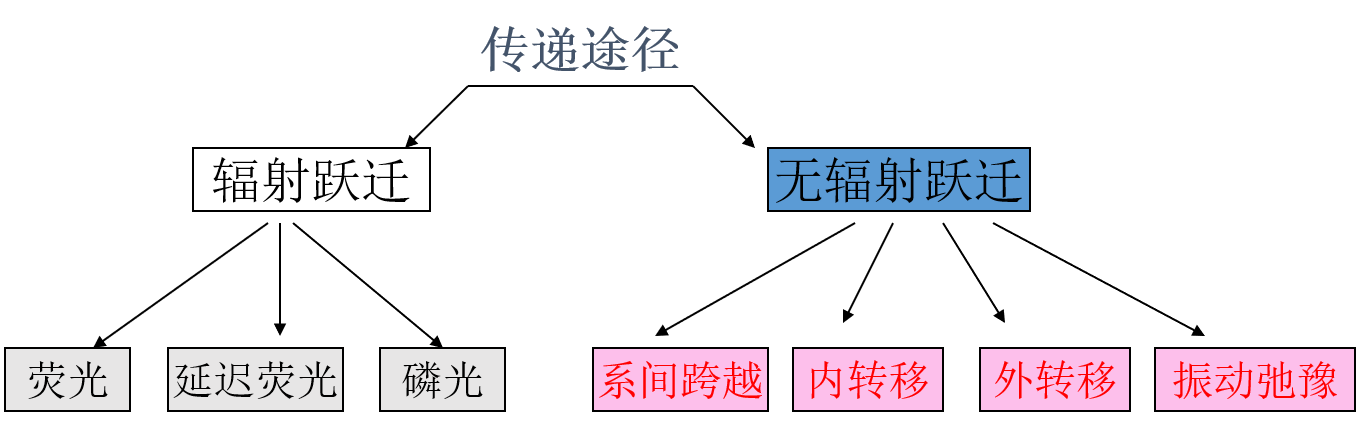 传递途径
辐射跃迁
无辐射跃迁
荧光
延迟荧光
磷光
系间跨越
内转移
外转移
振动弛豫